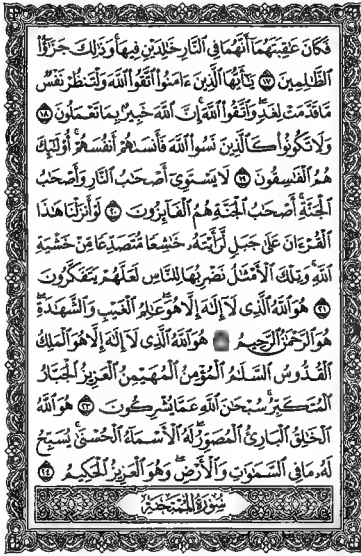 فَكَانَ عَٰقِبَتَهُمَآ أَنَّهُمَا فِى ٱلنَّارِ خَٰلِدَيْنِ فِيهَا ۚ وَذَٰلِكَ جَزَٰٓؤُا۟
ٱلظَّٰلِمِينَ ١٧ يَٰٓأَيُّهَا ٱلَّذِينَ ءَامَنُوا۟ ٱتَّقُوا۟ ٱللَّهَ وَلْتَنظُرْ نَفْسٌ
مَّا قَدَّمَتْ لِغَدٍ ۖ وَٱتَّقُوا۟ ٱللَّهَ ۚ إِنَّ ٱللَّهَ خَبِيرٌۢ بِمَا تَعْمَلُونَ ١٨
وَلَا تَكُونُوا۟ كَٱلَّذِينَ نَسُوا۟ ٱللَّهَ فَأَنسَىٰهُمْ أَنفُسَهُمْ ۚ أُو۟لَٰٓئِكَ
هُمُ ٱلْفَٰسِقُونَ ١٩ لَا يَسْتَوِىٓ أَصْحَٰبُ ٱلنَّارِ وَأَصْحَٰبُ
ٱلْجَنَّةِ ۚ أَصْحَٰبُ ٱلْجَنَّةِ هُمُ ٱلْفَآئِزُونَ ٢٠ لَوْ أَنزَلْنَا هَٰذَا
ٱلْقُرْءَانَ عَلَىٰ جَبَلٍ لَّرَأَيْتَهُۥ خَٰشِعًا مُّتَصَدِّعًا مِّنْ خَشْيَةِ
ٱللَّهِ ۚ وَتِلْكَ ٱلْأَمْثَٰلُ نَضْرِبُهَا لِلنَّاسِ لَعَلَّهُمْ يَتَفَكَّرُونَ
٢١ هُوَ ٱللَّهُ ٱلَّذِى لَآ إِلَٰهَ إِلَّا هُوَ ۖ عَٰلِمُ ٱلْغَيْبِ وَٱلشَّهَٰدَةِ ۖ
هُوَ ٱلرَّحْمَٰنُ ٱلرَّحِيمُ هُوَ ٱللَّهُ ٱلَّذِى لَآ إِلَٰهَ إِلَّا هُوَ ٱلْمَلِكُ
ٱلْقُدُّوسُ ٱلسَّلَٰمُ ٱلْمُؤْمِنُ ٱلْمُهَيْمِنُ ٱلْعَزِيزُ ٱلْجَبَّارُ
ٱلْمُتَكَبِّرُ ۚ سُبْحَٰنَ ٱللَّهِ عَمَّا يُشْرِكُونَ ٢٣ هُوَ ٱللَّهُ
ٱلْخَٰلِقُ ٱلْبَارِئُ ٱلْمُصَوِّرُ ۖ لَهُ ٱلْأَسْمَآءُ ٱلْحُسْنَىٰ ۚ يُسَبِّحُ
لَهُۥ مَا فِى ٱلسَّمَٰوَٰتِ وَٱلْأَرْضِ ۖ وَهُوَ ٱلْعَزِيزُ ٱلْحَكِيمُ ٢٤
سُورَةُ ٱلْمُمْتَحِنَةِ